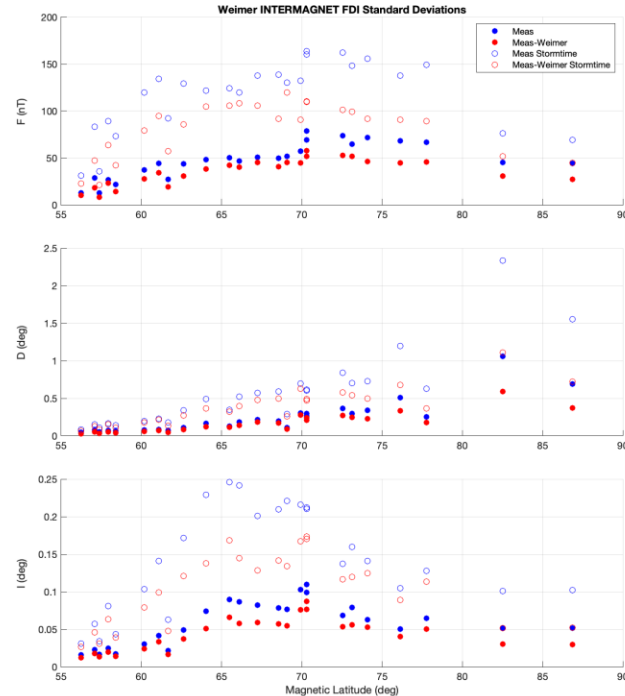 Weimer INTERMAGNET FDI Standard Deviations
Meas
Meas-Weimer
Meas Stormtime
Meas-Weimer Stormtime
F (nT)
200
150
100
50
0
55 60 65 70 75 80 85 90
D (deg)
2.5
2
1.5
1
0.5
0
55 60 65 70 75 80 85 90
I (deg)
0.25
0.2
0.15
0.1
0.05
0
55 60 65 70 75 80 85 90
Magnetic Latitude (deg)